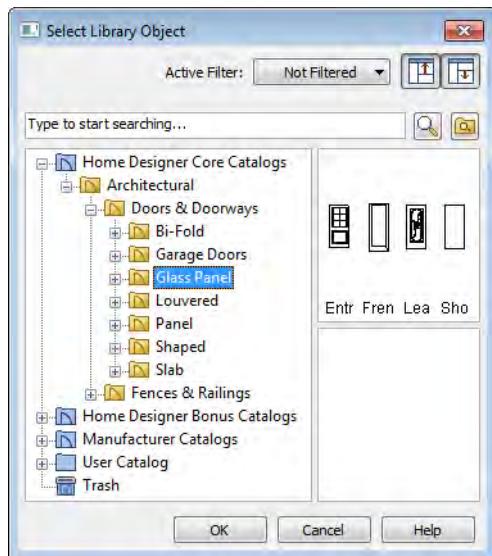 Select Library Object
Active Filter: Not Filtered
Type to start searching...
Home Designer Core Catalogs
Architectural
Doors & Doorways
Bi-Fold
Garage Doors
Glass Panel
Louvered
Panel
Shaped
Slab
Fences & Railings
Home Designer Bonus Catalogs
Manufacturer Catalogs
User Catalog
Trash
Entr Fren Lea Sho
OK Cancel Help